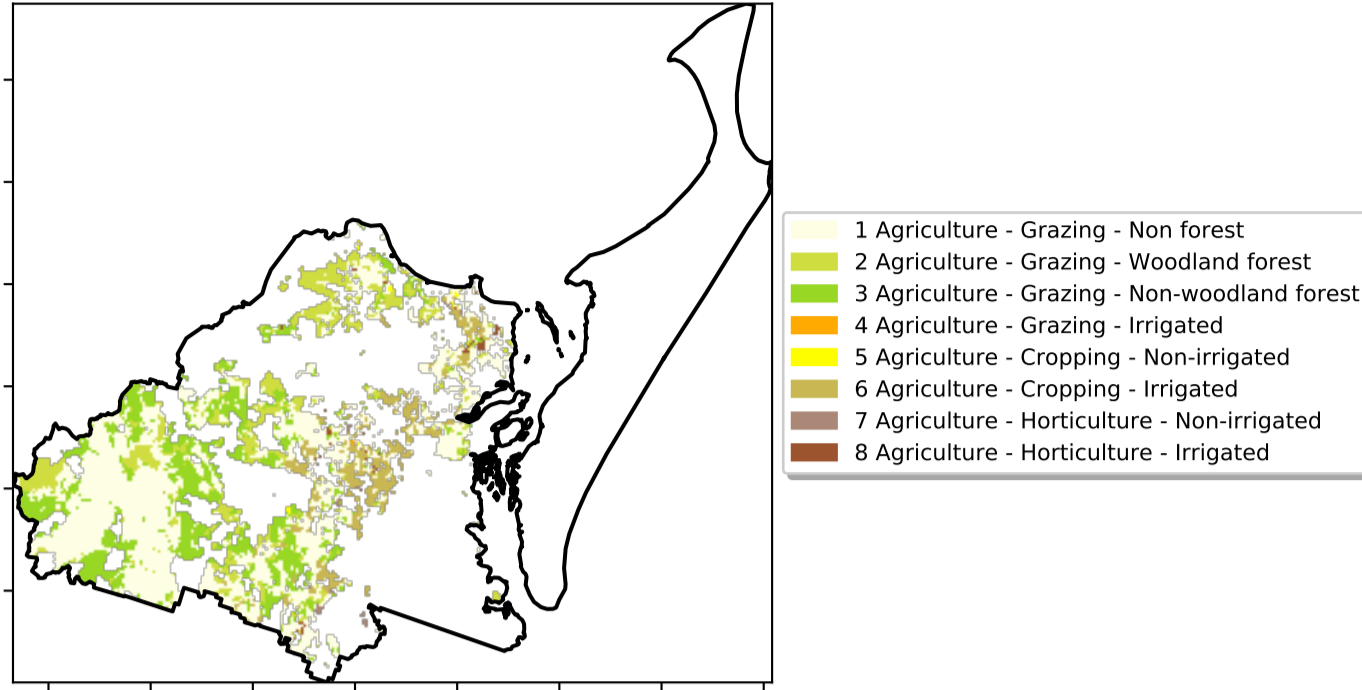 1 Agriculture - Grazing - Non forest
2 Agriculture - Grazing - Woodland forest
3 Agriculture - Grazing - Non-woodland forest
4 Agriculture - Grazing - Irrigated
5 Agriculture - Cropping - Non-irrigated
6 Agriculture - Cropping - Irrigated
7 Agriculture - Horticulture - Non-irrigated
8 Agriculture - Horticulture - Irrigated